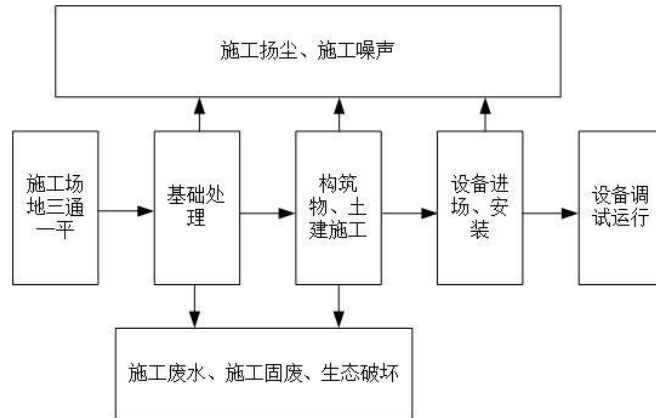 施工扬尘、施工噪声
施工场
地三通
一平
基础处
理
构筑
物、土
建施工
设备进
场、安
装
设备调
试运行
施工废水、施工固废、生态破坏